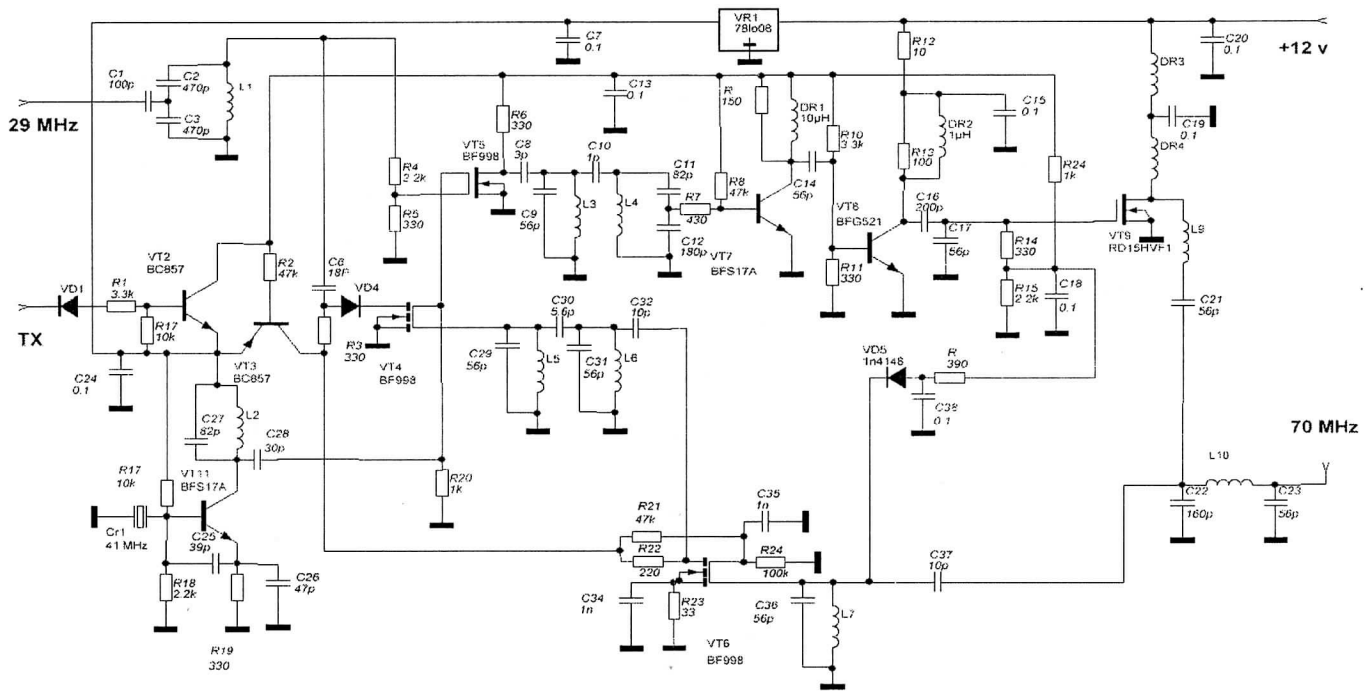 VR1
78lo08
C7
0.1
R12
10
C20
0.1
+12 v
C1
100p
C2
470p
C3
470p
L1
29 MHz
R6
330
C13
0.1
R
150
DR1
10µH
R10
3.3k
R13
100
DR2
1µH
C15
0.1
DR3
C19
0.1
DR4
R24
1k
R4
2.2k
R5
330
VT5
BF998
C8
3p
C10
1p
C9
56p
L3
L4
C11
82p
C12
180p
R7
430
R8
47k
VT7
BFS17A
C14
56p
VT8
BFG521
R11
330
C16
200p
C17
56p
R14
330
R15
2.2k
C18
0.1
VT9
RD15HVF1
L9
C21
56p
VT2
BC857
R2
47k
C6
18P
VD1
R1
3.3k
R17
10k
TX
VT3
BC857
R3
330
VD4
VT4
BF998
C24
0.1
C30
5.6p
C32
10p
C29
56p
L5
C31
56p
L6
VD5
1n4148
R
390
C38
0.1
70 MHz
C27
82p
L2
C28
30p
R17
10k
VT11
BFS17A
R20
1k
Cr1
41 MHz
C25
39p
R18
2.2k
R19
330
C26
47p
R21
47k
R22
220
C35
1n
R24
100k
C34
1n
R23
33
VT6
BF998
C36
56p
L7
C37
10p
L10
C22
160p
C23
56p